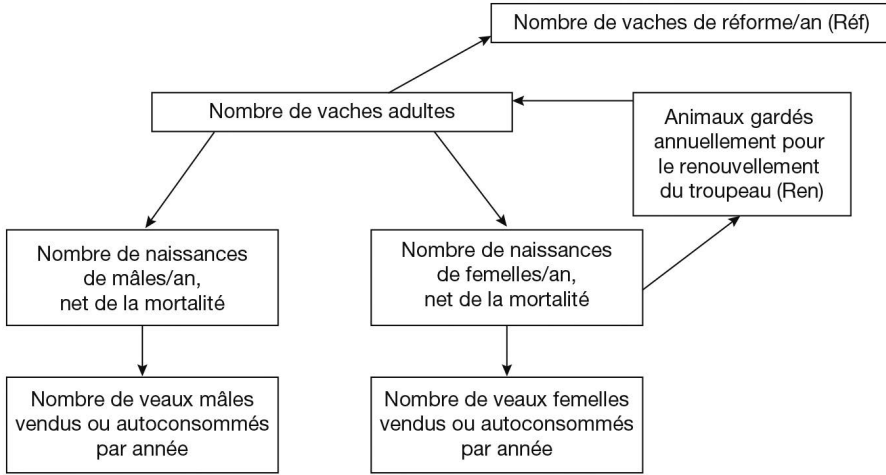 Nombre de vaches de réforme/an (Réf)
Nombre de vaches adultes
Animaux gardés
annuellement pour
le renouvellement
du troupeau (Ren)
Nombre de naissances
de mâles/an,
net de la mortalité
Nombre de naissances
de femelles/an,
net de la mortalité
Nombre de veaux mâles
vendus ou autoconsommés
par année
Nombre de veaux femelles
vendus ou autoconsommés
par année